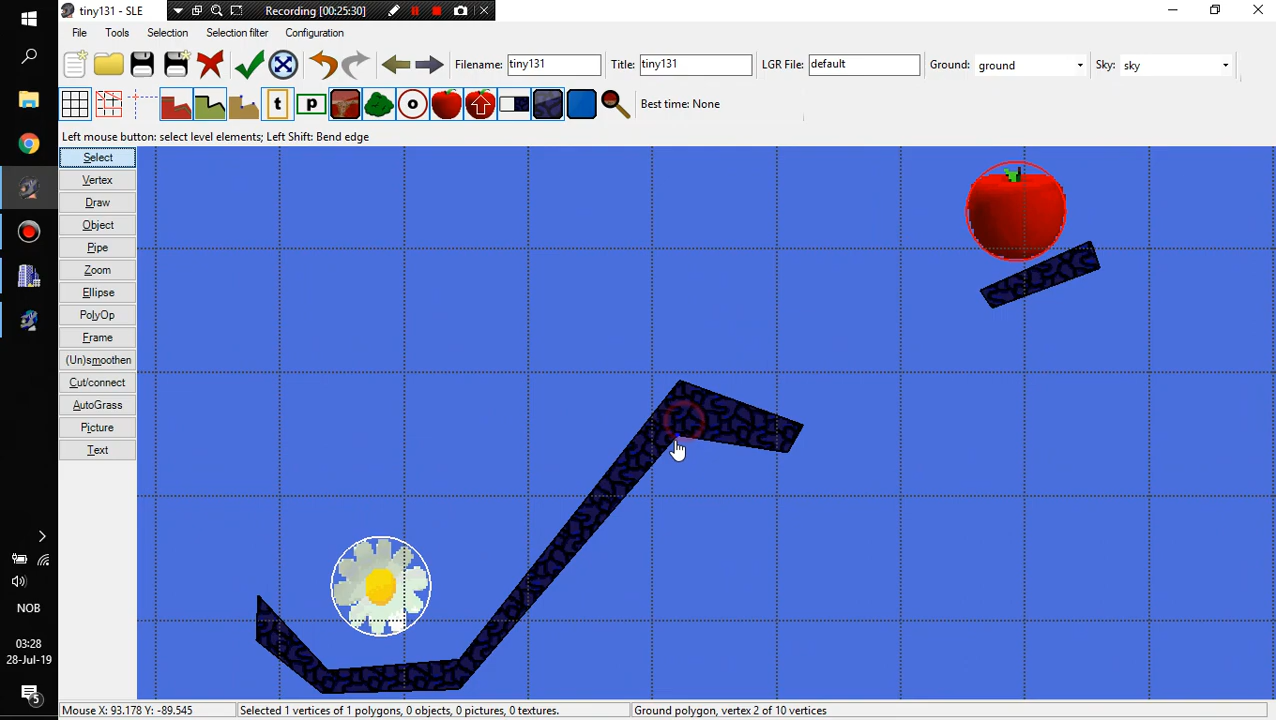 tiny131 - SLE
Recording [00:25:30]
File Tools Selection Selection filter Configuration
Filename: tiny131 Title: tiny131 LGR File: default Ground: ground Sky: sky
t p o Best time: None
Left mouse button: select level elements; Left Shift: Bend edge
Select
Vertex
Draw
Object
Pipe
Zoom
Ellipse
PolyOp
Frame
(Un)smoothen
Cut/connect
AutoGrass
Picture
Text
NOB
03:28
28-Jul-19
5
Mouse X: 93.178 Y: -89.545 Selected 1 vertices of 1 polygons, 0 objects, 0 pictures, 0 textures. Ground polygon, vertex 2 of 10 vertices